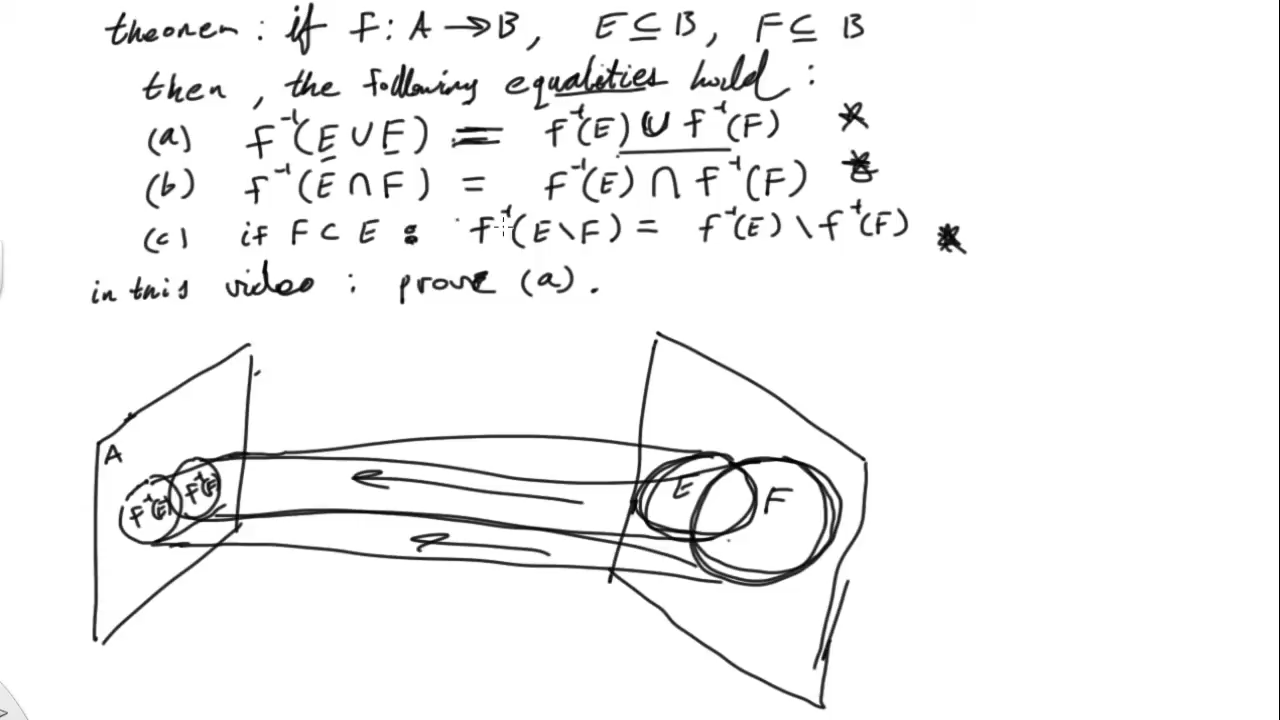 theorem : if f : A → B, E ⊆ B, F ⊆ B
then, the following equalities hold :
(a) f⁻¹(E ∪ F) = f⁻¹(E) ∪ f⁻¹(F) *
(b) f⁻¹(E ∩ F) = f⁻¹(E) ∩ f⁻¹(F) *
(c) if F ⊂ E : f⁻¹(E \ F) = f⁻¹(E) \ f⁻¹(F) *
in this video : prove (a).
A
f⁻¹(E) f⁻¹(F)
E F